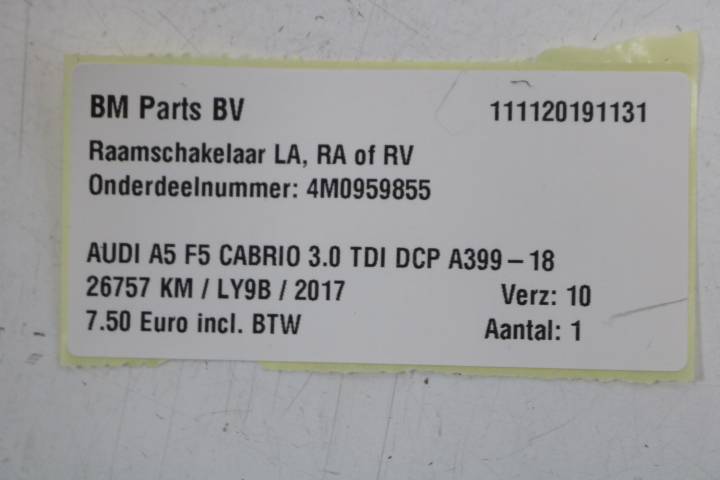 BM Parts BV 111120191131
Raamschakelaar LA, RA of RV
Onderdeelnummer: 4M0959855
AUDI A5 F5 CABRIO 3.0 TDI DCP A399-18
26757 KM / LY9B / 2017 Verz: 10
7.50 Euro incl. BTW Aantal: 1